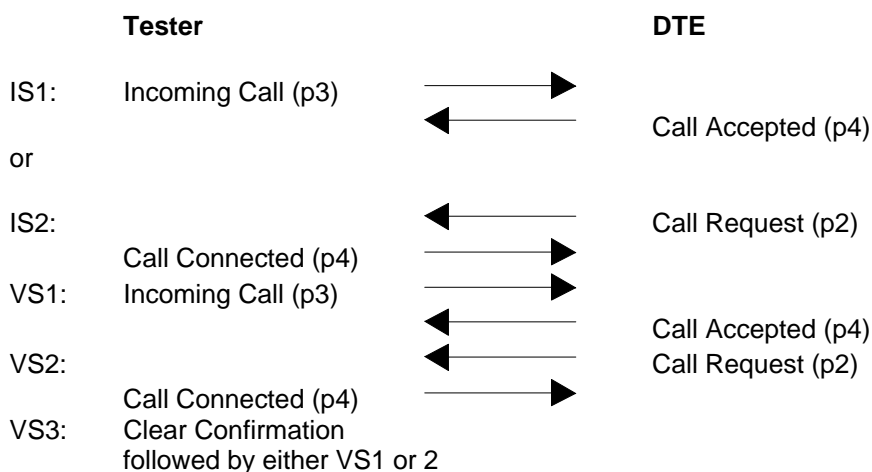 Tester DTE
IS1: Incoming Call (p3)
Call Accepted (p4)
or
IS2: Call Request (p2)
Call Connected (p4)
VS1: Incoming Call (p3)
Call Accepted (p4)
VS2: Call Request (p2)
Call Connected (p4)
VS3: Clear Confirmation
followed by either VS1 or 2